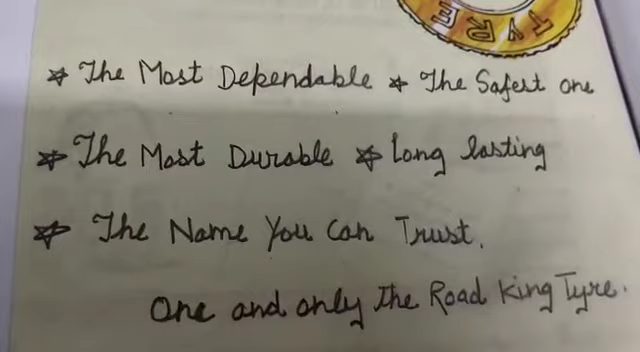 TYRE
☆ The Most Dependable ☆ The Safest one
☆ The Most Durable ☆ Long lasting
☆ The Name You Can Trust.
One and only The Road King Tyre.